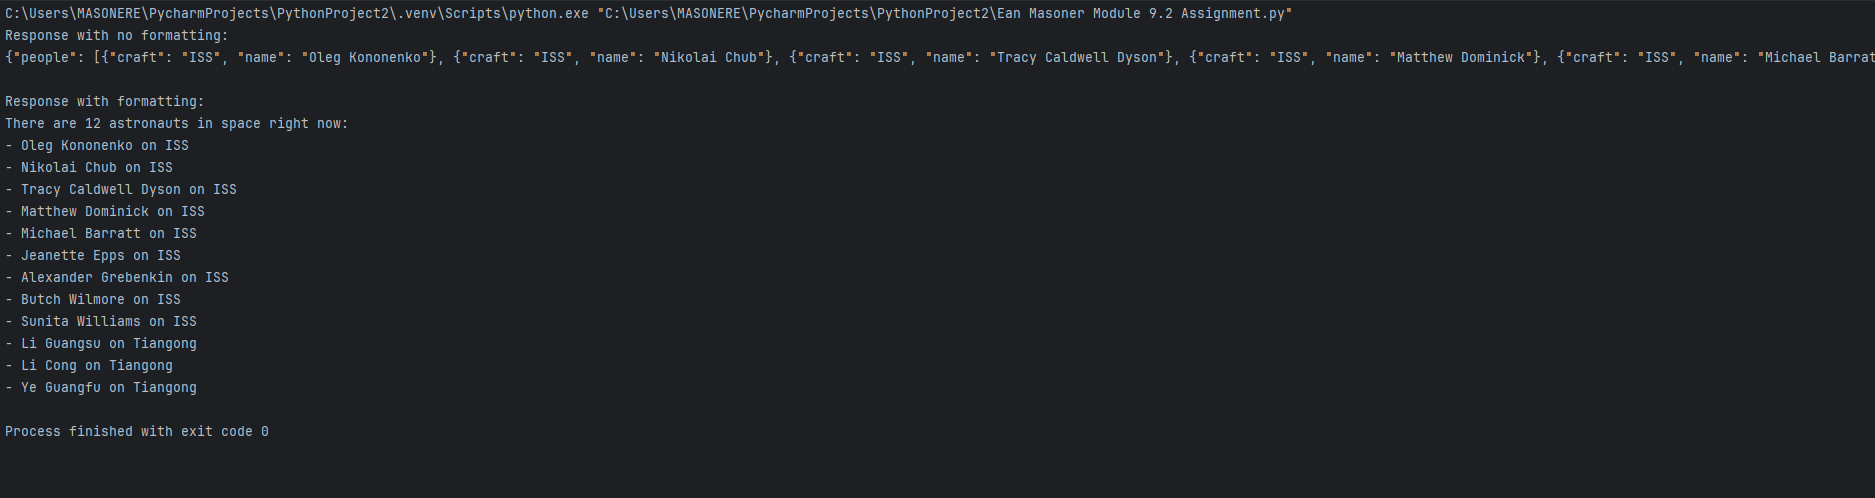 C:\Users\MASONERE\PycharmProjects\PythonProject2\.venv\Scripts\python.exe "C:\Users\MASONERE\PycharmProjects\PythonProject2\Ean Masoner Module 9.2 Assignment.py"
Response with no formatting:
{"people": [{"craft": "ISS", "name": "Oleg Kononenko"}, {"craft": "ISS", "name": "Nikolai Chub"}, {"craft": "ISS", "name": "Tracy Caldwell Dyson"}, {"craft": "ISS", "name": "Matthew Dominick"}, {"craft": "ISS", "name": "Michael Barrat
Response with formatting:
There are 12 astronauts in space right now:
- Oleg Kononenko on ISS
- Nikolai Chub on ISS
- Tracy Caldwell Dyson on ISS
- Matthew Dominick on ISS
- Michael Barratt on ISS
- Jeanette Epps on ISS
- Alexander Grebenkin on ISS
- Butch Wilmore on ISS
- Sunita Williams on ISS
- Li Guangsu on Tiangong
- Li Cong on Tiangong
- Ye Guangfu on Tiangong
Process finished with exit code 0